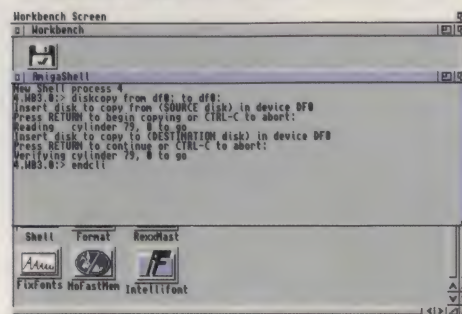 Workbench Screen
Workbench
AmigaShell
New Shell process 4
4.WB3.0:> diskcopy from df0: to df0:
Insert disk to copy from (SOURCE disk) in device DF0
Press RETURN to begin copying or CTRL-C to abort:
Reading   cylinder 79, 0 to go
Insert disk to copy to (DESTINATION disk) in device DF0
Press RETURN to continue or CTRL-C to abort:
Verifying cylinder 79, 0 to go
4.WB3.0:> endcli
Shell Format RexxMast
FixFonts NoFastMem Intellifont